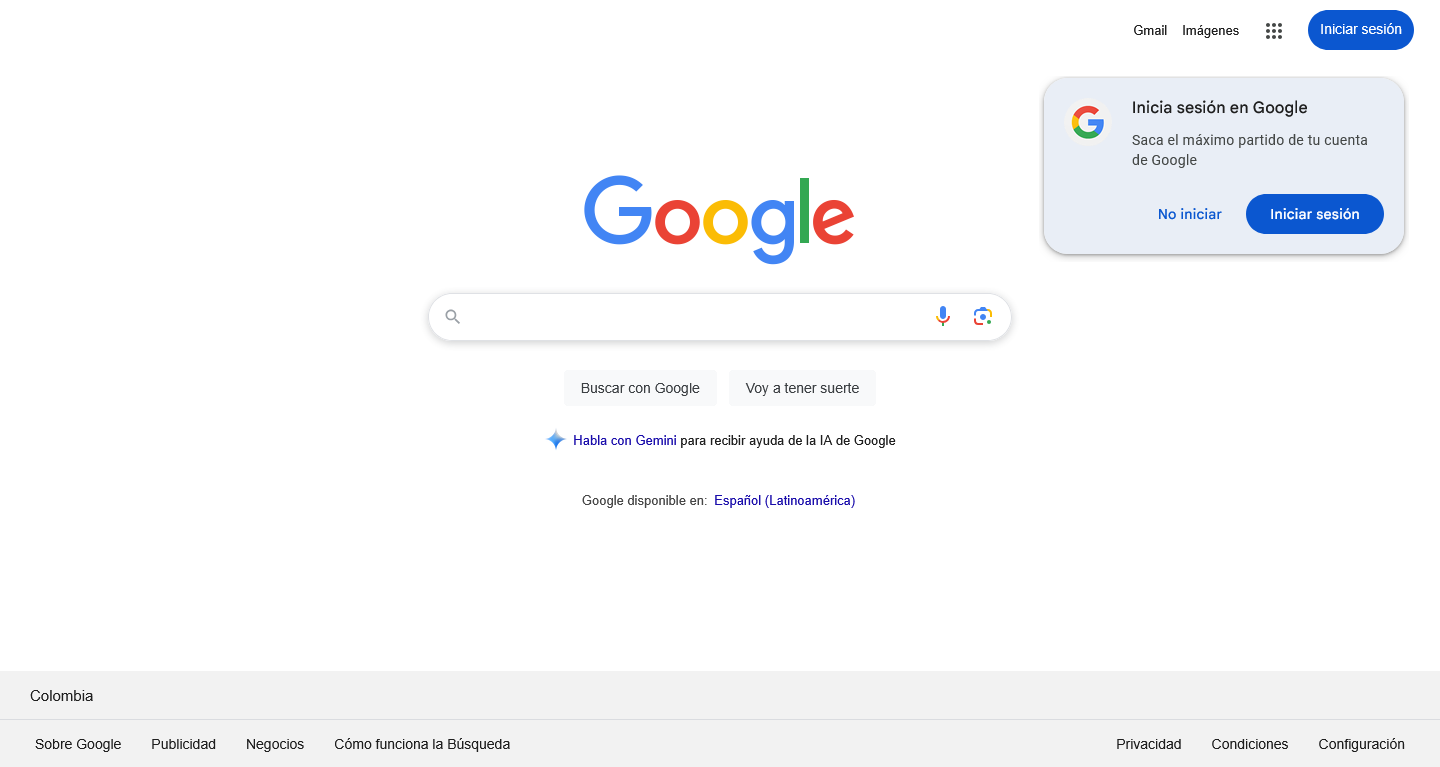 Gmail Imágenes Iniciar sesión
Inicia sesión en Google
Saca el máximo partido de tu cuenta
de Google
No iniciar Iniciar sesión
Google
Buscar con Google Voy a tener suerte
Habla con Gemini para recibir ayuda de la IA de Google
Google disponible en: Español (Latinoamérica)
Colombia
Sobre Google Publicidad Negocios Cómo funciona la Búsqueda Privacidad Condiciones Configuración